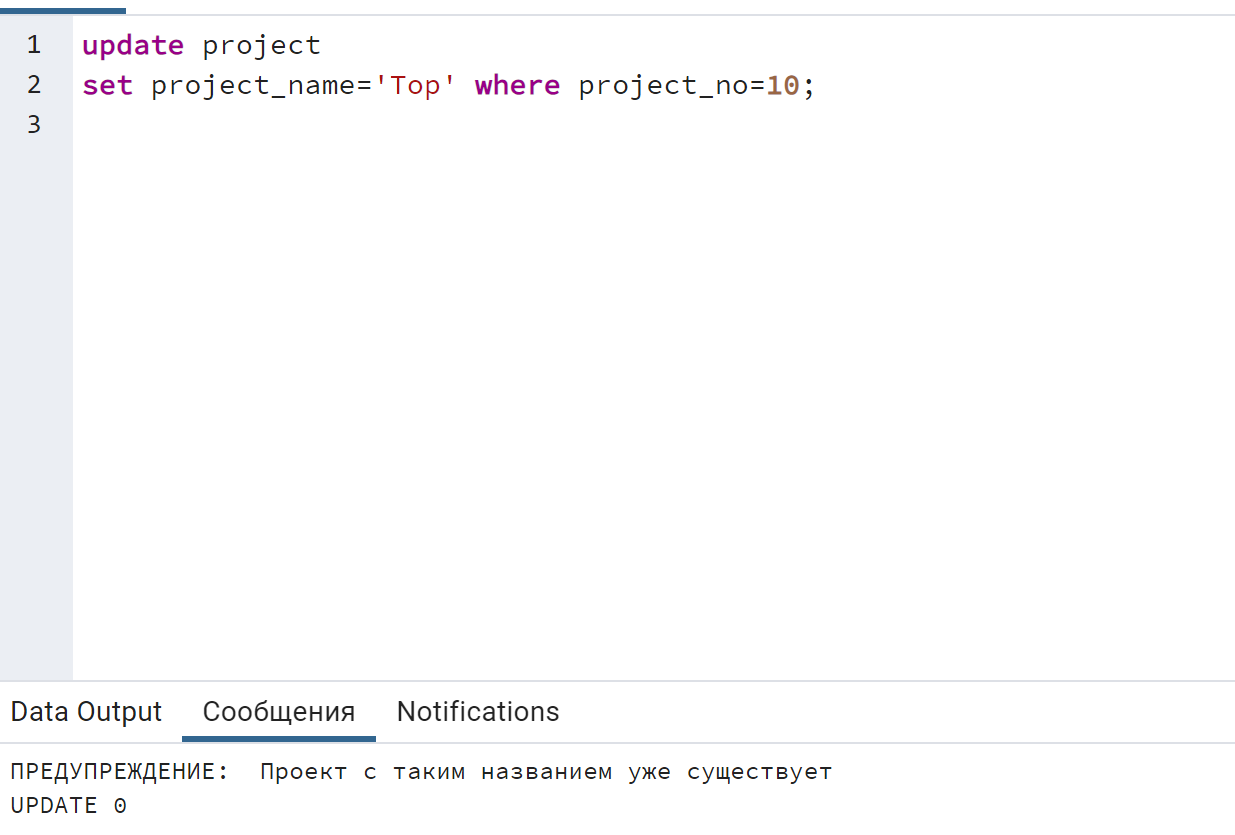 1 update project
2 set project_name='Top' where project_no=10;
3
Data Output Сообщения Notifications
ПРЕДУПРЕЖДЕНИЕ:  Проект с таким названием уже существует
UPDATE 0